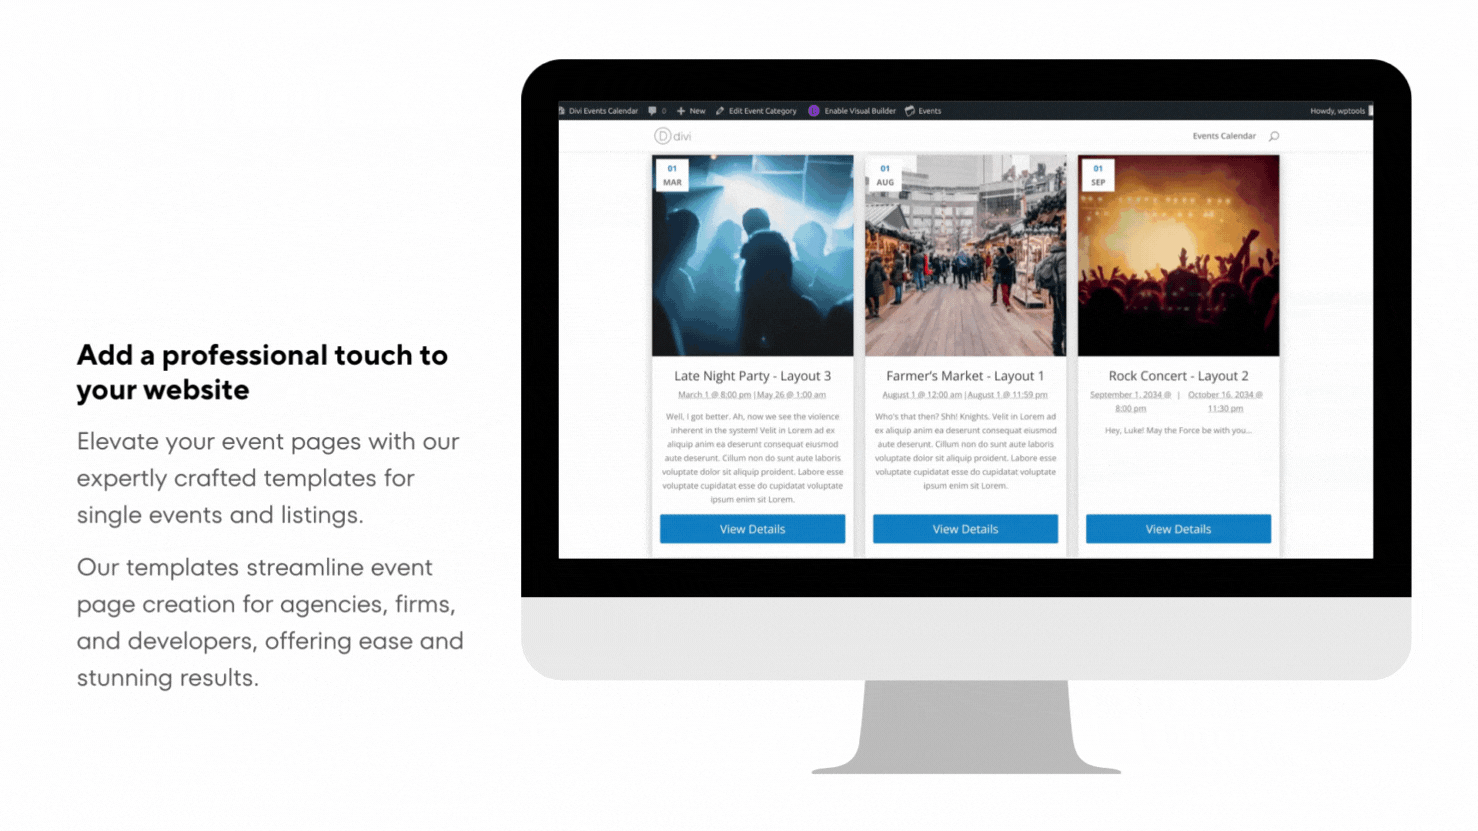 Add a professional touch to
your website
Elevate your event pages with our
expertly crafted templates for
single events and listings.
Our templates streamline event
page creation for agencies, firms,
and developers, offering ease and
stunning results.
Divi Events Calendar 0 New Edit Event Category Enable Visual Builder Events Howdy, wptools
D divi Events Calendar
01
MAR
Late Night Party - Layout 3
March 1 @ 8:00 pm | May 26 @ 1:00 am
Well, I got better. Ah, now we see the violence
inherent in the system! Velit in Lorem ad ex
aliquip anim ea deserunt consequat eiusmod
aute deserunt. Cillum non do sunt aute laboris
voluptate dolor sit aliquip proident. Labore esse
voluptate cupidatat esse do cupidatat voluptate
ipsum enim sit Lorem.
View Details
01
AUG
Farmer's Market - Layout 1
August 1 @ 12:00 am | August 1 @ 11:59 pm
Who's that then? Shh! Knights. Velit in Lorem ad
ex aliquip anim ea deserunt consequat eiusmod
aute deserunt. Cillum non do sunt aute laboris
voluptate dolor sit aliquip proident. Labore esse
voluptate cupidatat esse do cupidatat voluptate
ipsum enim sit Lorem.
View Details
01
SEP
Rock Concert - Layout 2
September 1, 2034 @ | October 16, 2034 @
8:00 pm 11:30 pm
Hey, Luke! May the Force be with you...
View Details